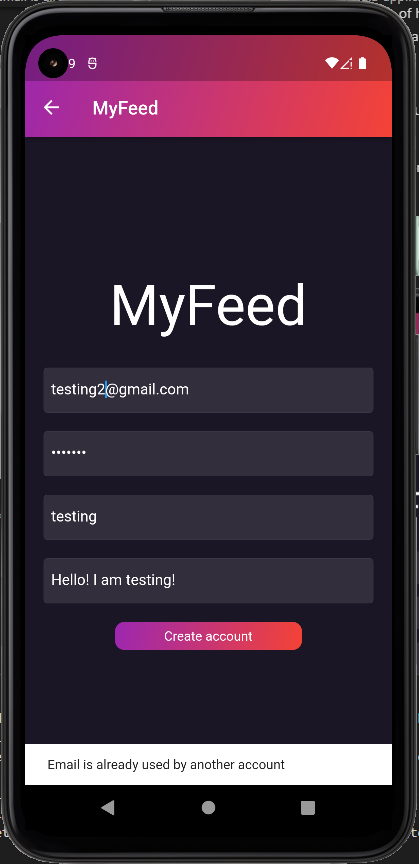 9
MyFeed
MyFeed
testing2@gmail.com
•••••••
testing
Hello! I am testing!
Create account
Email is already used by another account